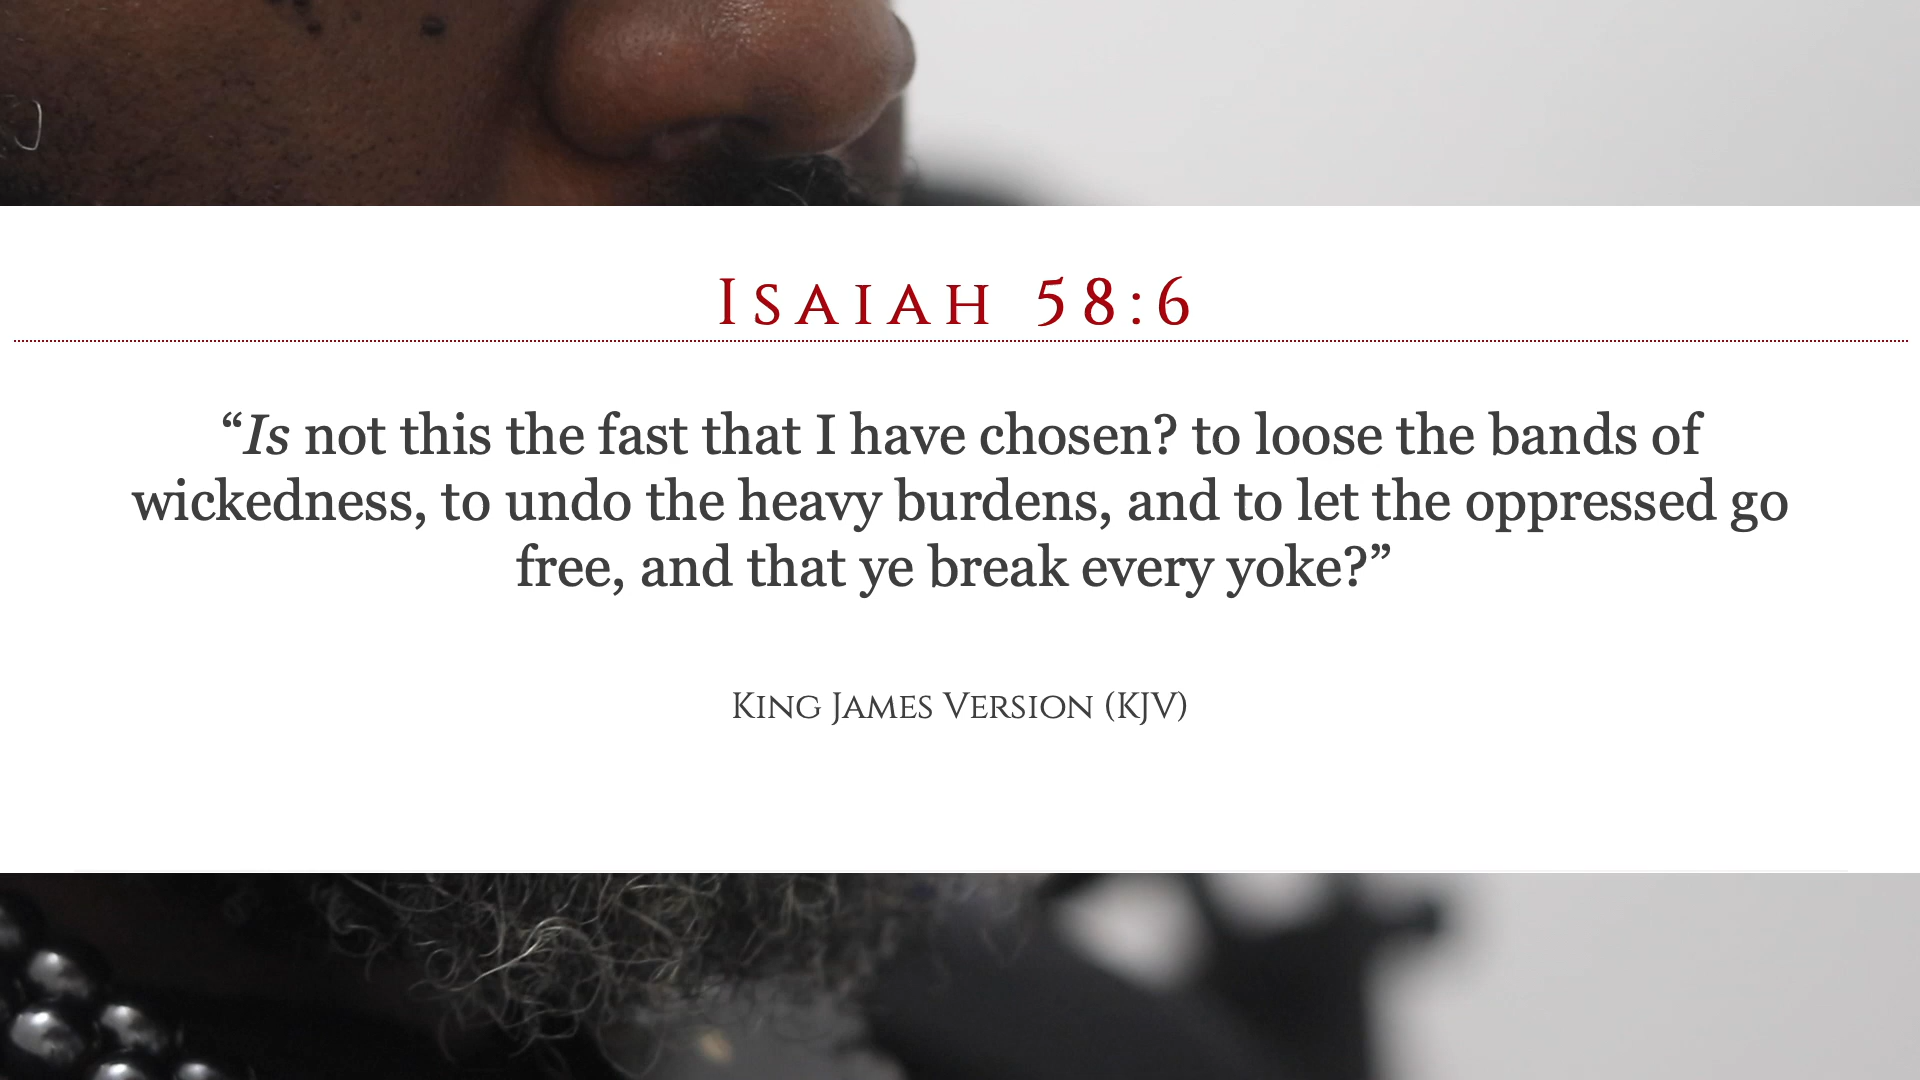 Isaiah 58:6
“Is not this the fast that I have chosen? to loose the bands of
wickedness, to undo the heavy burdens, and to let the oppressed go
free, and that ye break every yoke?”
King James Version (KJV)